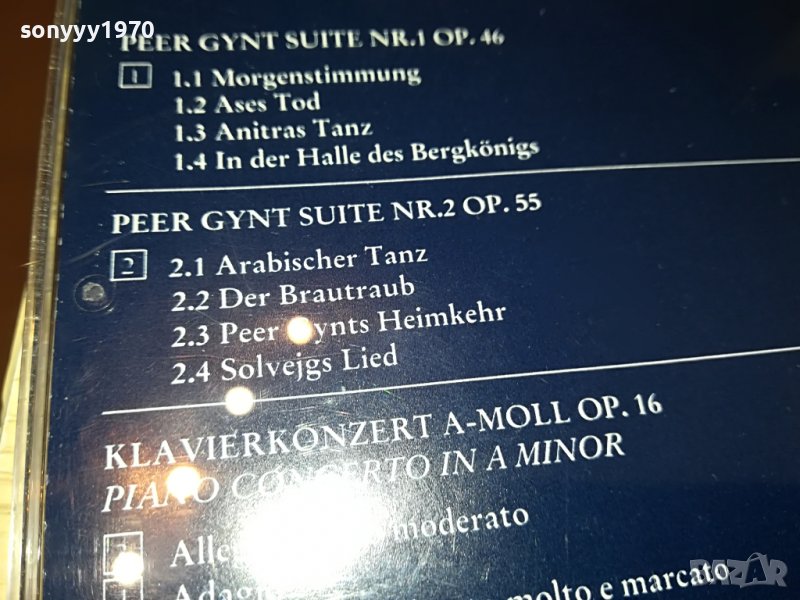 sonyyy1970
PEER GYNT SUITE NR.1 OP. 46
1 1.1 Morgenstimmung
1.2 Ases Tod
1.3 Anitras Tanz
1.4 In der Halle des Bergkönigs
PEER GYNT SUITE NR.2 OP. 55
2 2.1 Arabischer Tanz
2.2 Der Brautraub
2.3 Peer Gynts Heimkehr
2.4 Solvejgs Lied
KLAVIERKONZERT A-MOLL OP. 16
PIANO CONCERTO IN A MINOR
moderato
molto e marcato
BAZAR